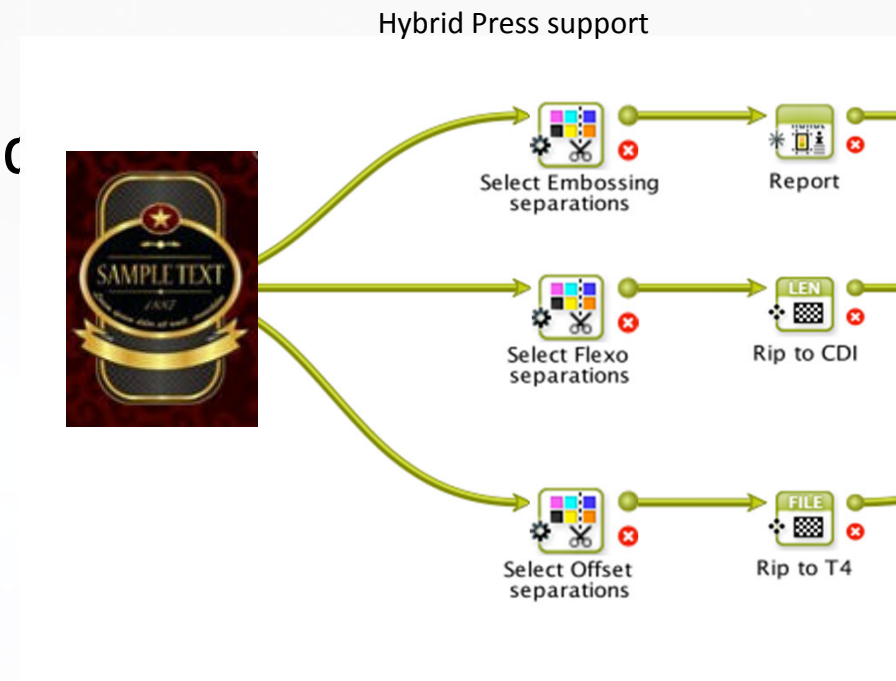 Hybrid Press support
SAMPLE TEXT
1887
Select Embossing
separations
Report
Select Flexo
separations
LEN
Rip to CDI
Select Offset
separations
FILE
Rip to T4